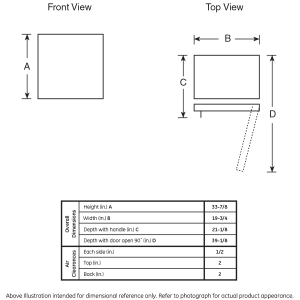 Front View
Top View
A
B
C
D
Overall Dimensions
Height (in.) A 33-7/8
Width (in.) B 19-3/4
Depth with handle (in.) C 21-1/8
Depth with door open 90˚ (in.) D 39-1/8
Air Clearances
Each side (in.) 1/2
Top (in.) 2
Back (in.) 2
Above illustration intended for dimensional reference only. Refer to photograph for actual product appearance.